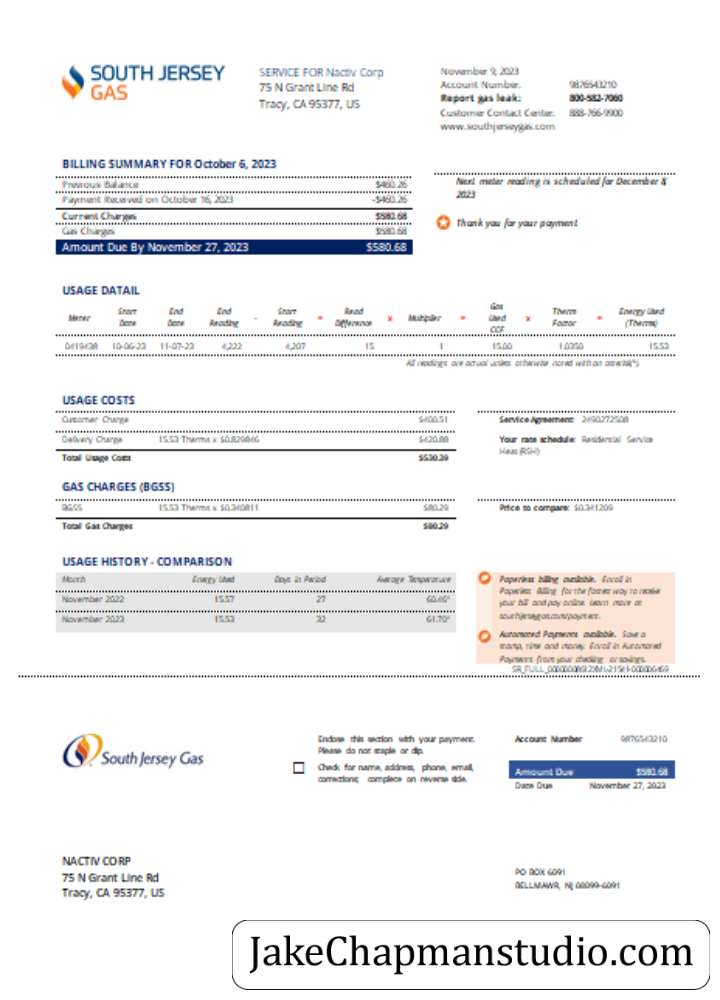 SOUTH JERSEY
GAS
SERVICE FOR Nactiv Corp
75 N Grant Line Rd
Tracy, CA 95377, US
November 9, 2023
Account Number: 9876543210
Report gas leak: 800-582-7060
Customer Contact Center: 888-766-9900
www.southjerseygas.com
BILLING SUMMARY FOR October 6, 2023
Previous Balance $460.26
Payment Received on October 16, 2023 -$460.26
Current Charges $580.68
Gas Charges $580.68
Amount Due By November 27, 2023 $580.68
Next meter reading is scheduled for December 8,
2023
Thank you for your payment
USAGE DATAIL
Meter Start Date End Date End Reading - Start Reading = Read Difference x Multiplier = Gas Used CCF x Therm Factor = Energy Used (Therms)
0419438 10-06-23 11-07-23 4,222 4,207 15 1 15.00 1.0350 15.53
All readings are actual unless otherwise noted with an asterisk(*)
USAGE COSTS
Customer Charge $400.51
Delivery Charge 15.53 Therms x $0.829846 $420.88
Total Usage Costs $530.39
Service Agreement: 2490272508
Your rate schedule: Residential Service
Heat (RSH)
GAS CHARGES (BGSS)
BGSS 15.53 Therms x $0.340811 $80.29
Total Gas Charges $80.29
Price to compare: $0.341209
USAGE HISTORY - COMPARISON
Month Energy Used Days in Period Average Temperature
November 2022 15.57 27 60.46°
November 2023 15.53 32 61.70°
Paperless billing available. Enroll in
Paperless Billing for the fastest way to receive
your bill and pay online. Learn more at
southjerseygas.com/payment.
Automated Payments available. Save a
stamp, time and money. Enroll in Automated
Payments from your checking or savings.
South Jersey Gas
Endose this section with your payment.
Please do not staple or clip.
Check for name, address, phone, email,
corrections; complete on reverse side.
Account Number 9876543210
Amount Due $580.68
Date Due November 27, 2023
NACTIV CORP
75 N Grant Line Rd
Tracy, CA 95377, US
PO BOX 6091
BELLMAWR, NJ 08099-6091
JakeChapmanstudio.com